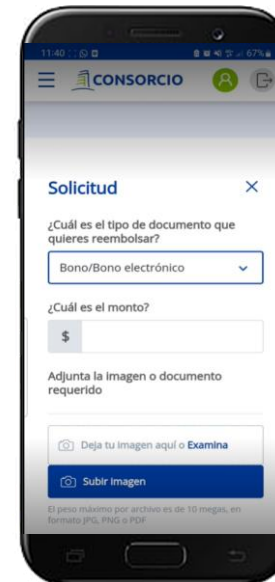 11:40
67%
CONSORCIO
Solicitud
¿Cuál es el tipo de documento que
quieres reembolsar?
Bono/Bono electrónico
¿Cuál es el monto?
$
Adjunta la imagen o documento
requerido
Deja tu imagen aquí o Examina
Subir Imagen
El peso máximo por archivo es de 10 megas, en
formato JPG, PNG o PDF